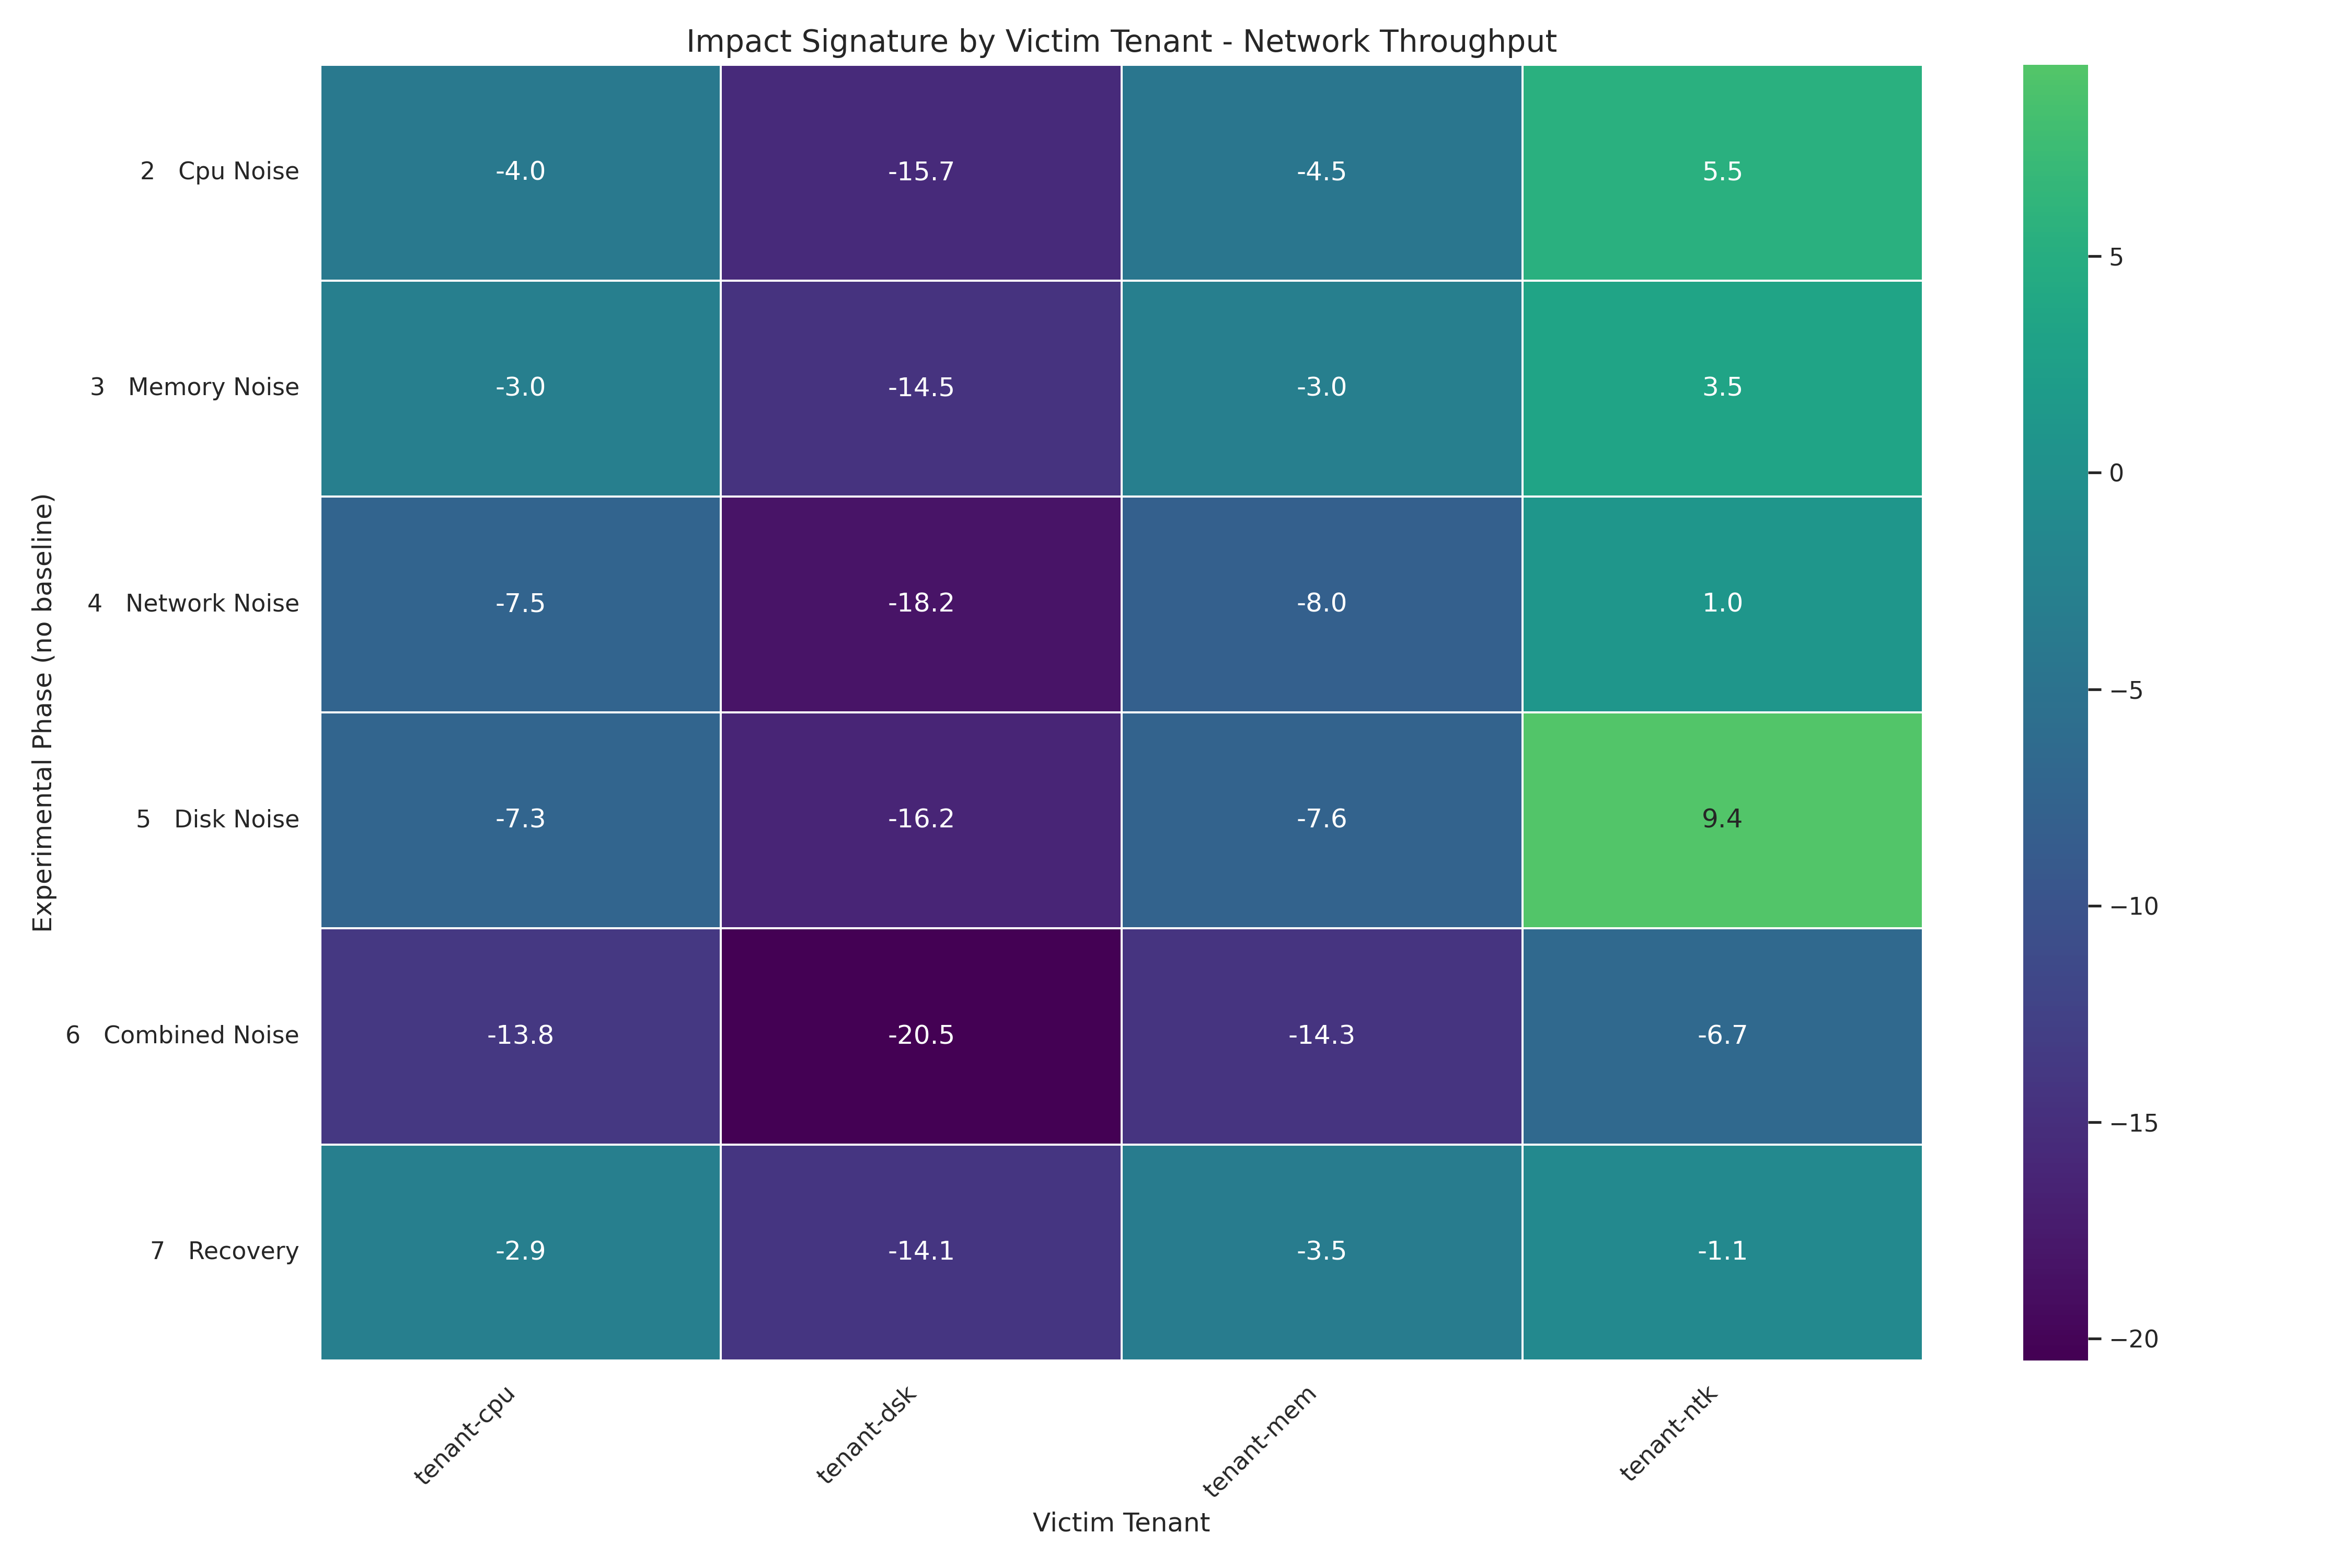 Impact Signature by Victim Tenant - Network Throughput
Experimental Phase (no baseline)
2 Cpu Noise
-4.0
-15.7
-4.5
5.5
3 Memory Noise
-3.0
-14.5
-3.0
3.5
4 Network Noise
-7.5
-18.2
-8.0
1.0
5 Disk Noise
-7.3
-16.2
-7.6
9.4
6 Combined Noise
-13.8
-20.5
-14.3
-6.7
7 Recovery
-2.9
-14.1
-3.5
-1.1
tenant-cpu
tenant-dsk
tenant-mem
tenant-ntk
Victim Tenant
5
0
−5
−10
−15
−20